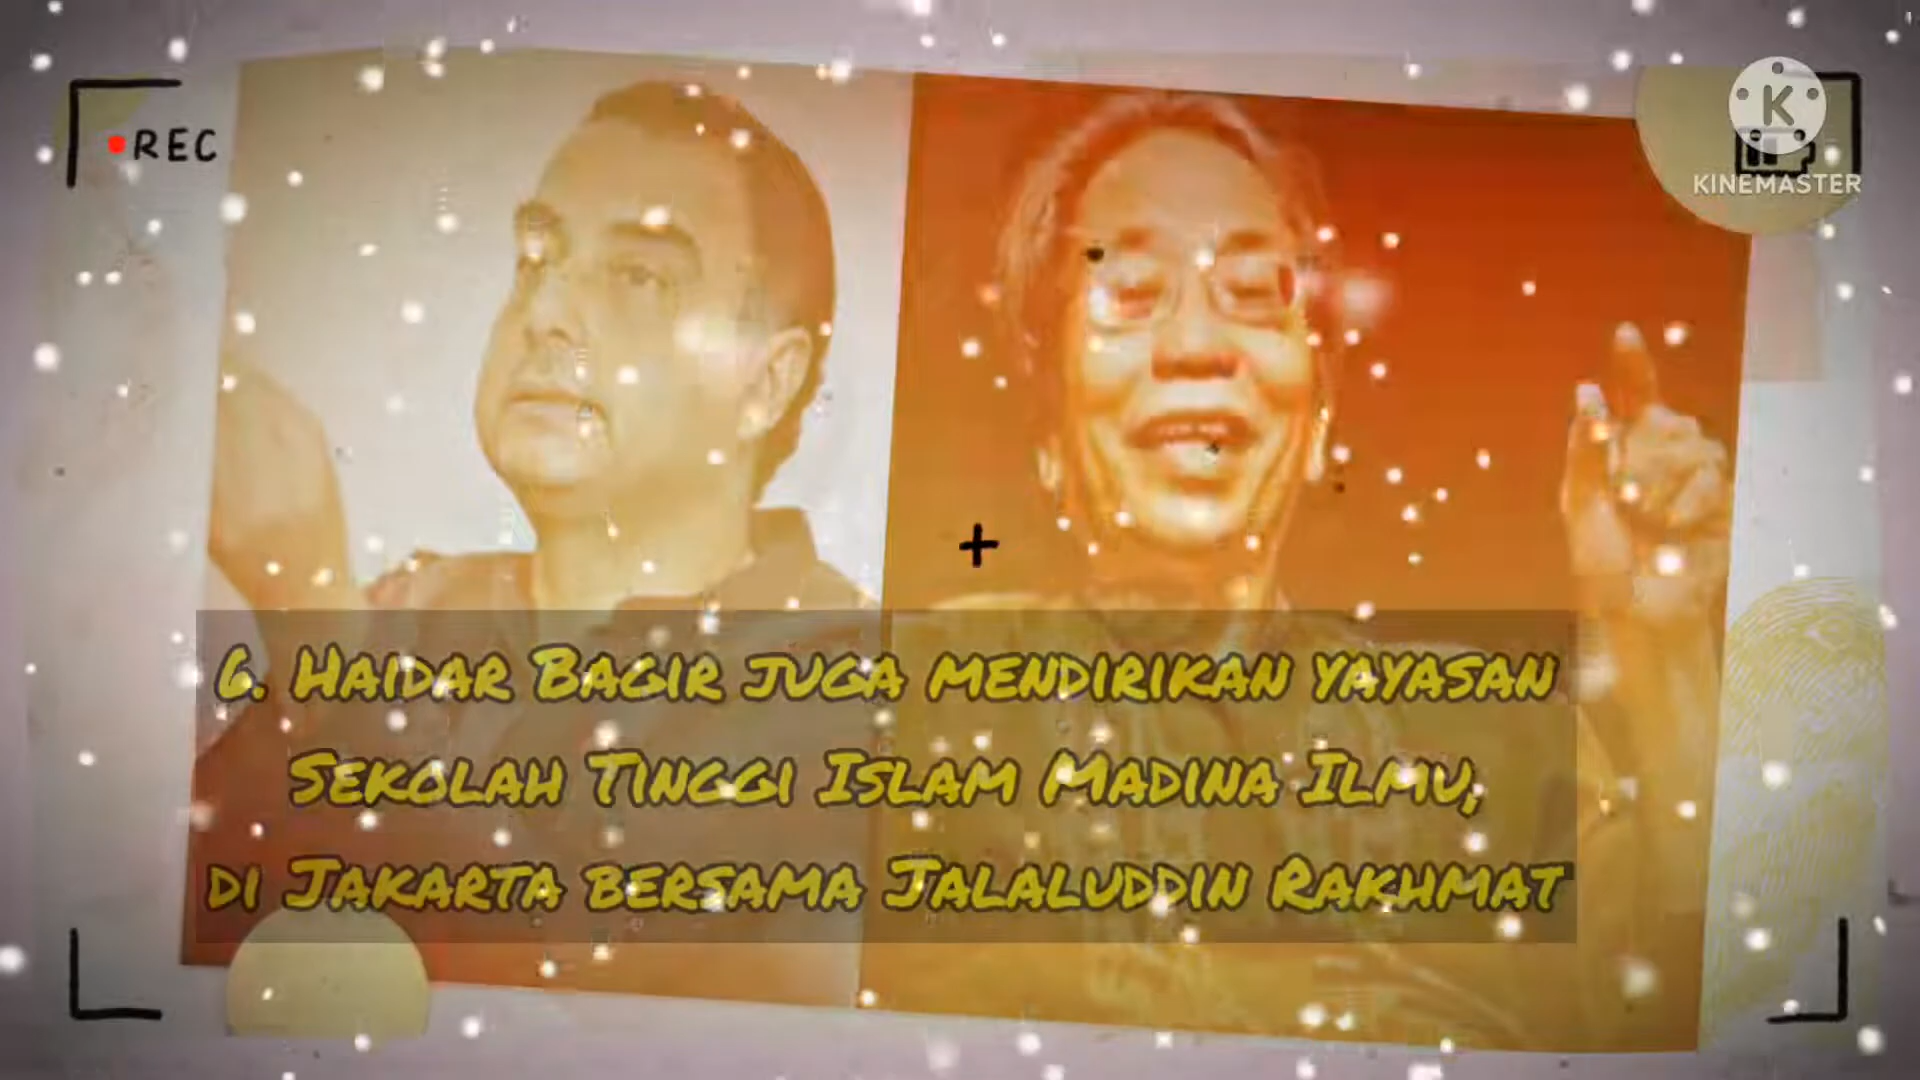 REC
KINEMASTER
6. HAIDAR BAGIR JUGA MENDIRIKAN YAYASAN
SEKOLAH TINGGI ISLAM MADINA ILMU,
DI JAKARTA BERSAMA JALALUDDIN RAKHMAT